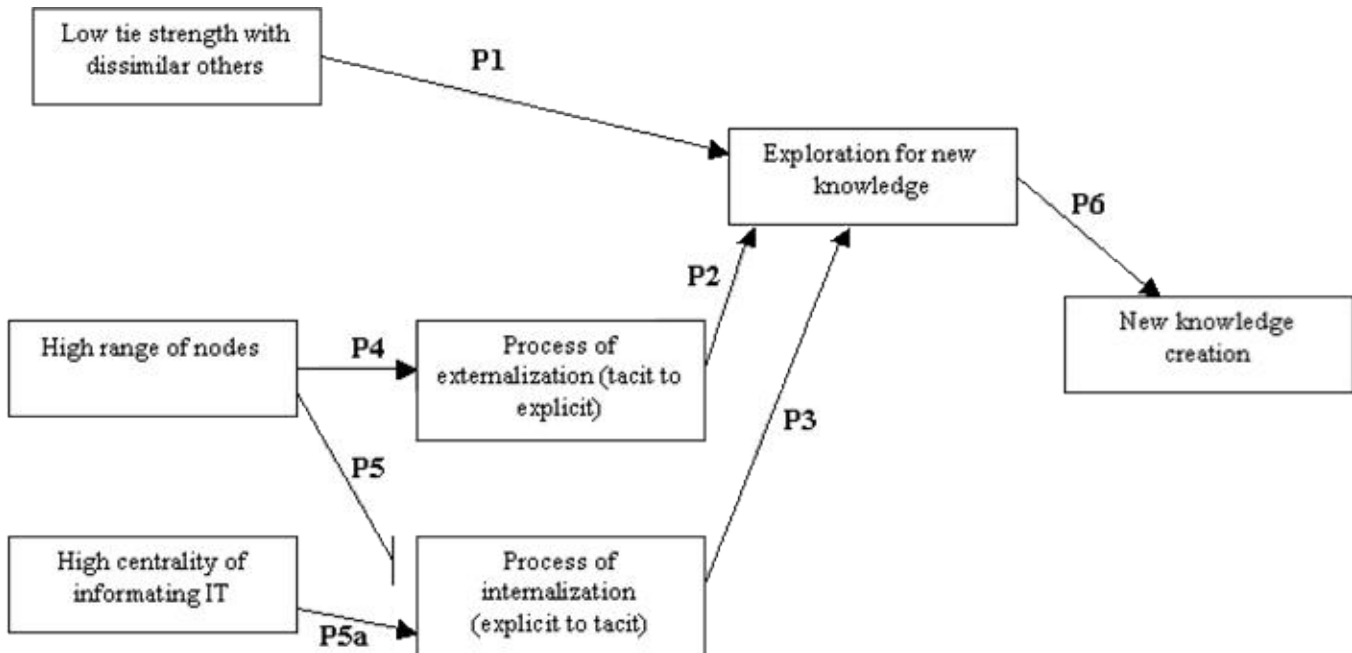 Low tie strength with
dissimilar others
P1
Exploration for new
knowledge
P6
P2
New knowledge
creation
High range of nodes
P4
Process of
externalization (tacit to
explicit)
P3
P5
High centrality of
informating IT
P5a
Process of
internalization
(explicit to tacit)